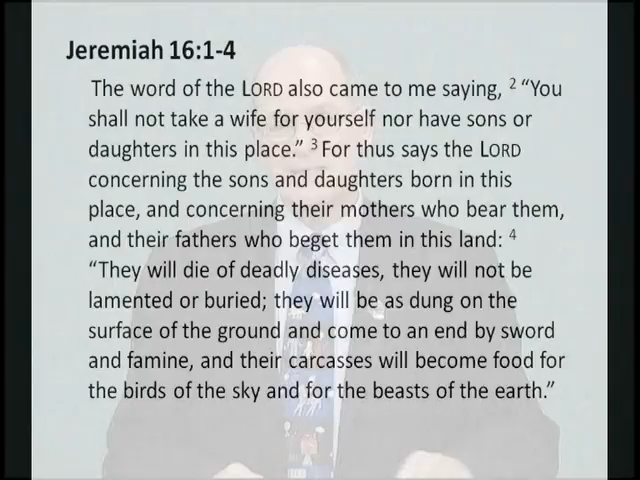 Jeremiah 16:1-4
The word of the LORD also came to me saying, 2 “You
shall not take a wife for yourself nor have sons or
daughters in this place.” 3 For thus says the LORD
concerning the sons and daughters born in this
place, and concerning their mothers who bear them,
and their fathers who beget them in this land: 4
“They will die of deadly diseases, they will not be
lamented or buried; they will be as dung on the
surface of the ground and come to an end by sword
and famine, and their carcasses will become food for
the birds of the sky and for the beasts of the earth.”